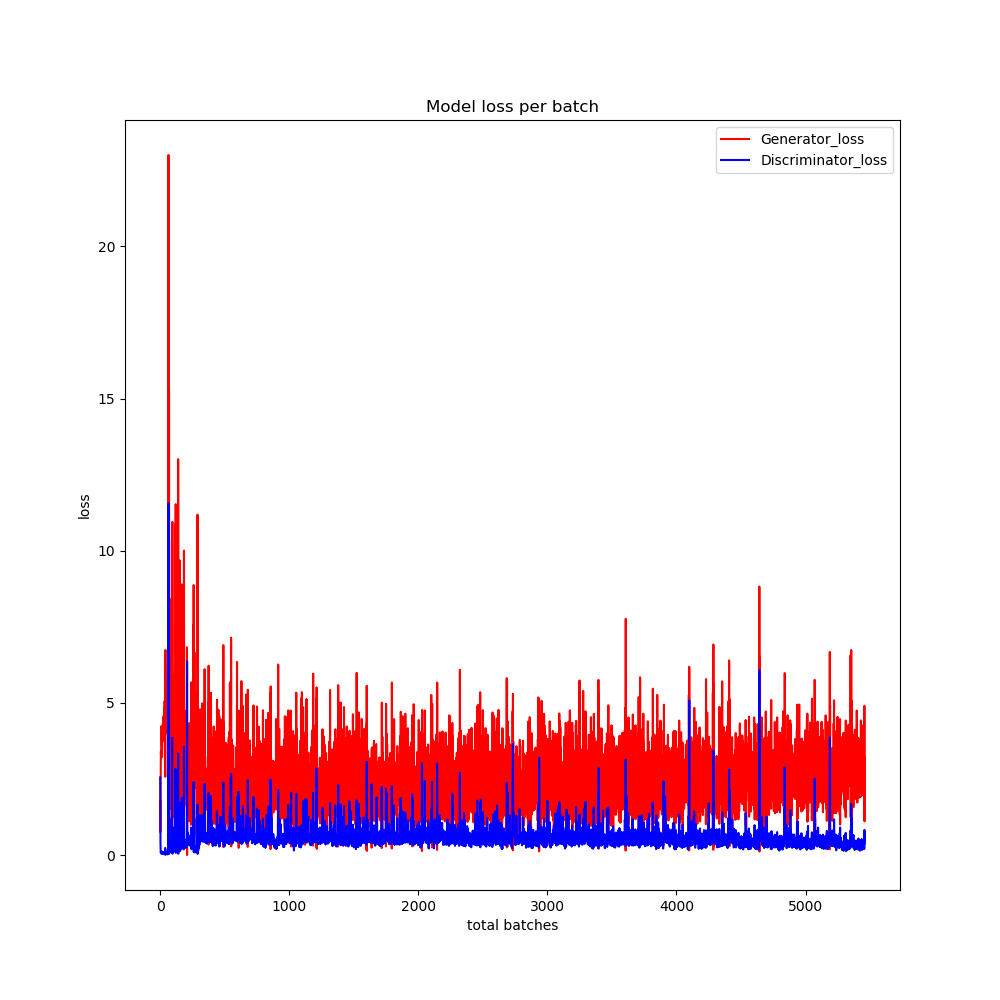 Model loss per batch
Generator_loss
Discriminator_loss
20
15
10
5
0
loss
0 1000 2000 3000 4000 5000
total batches